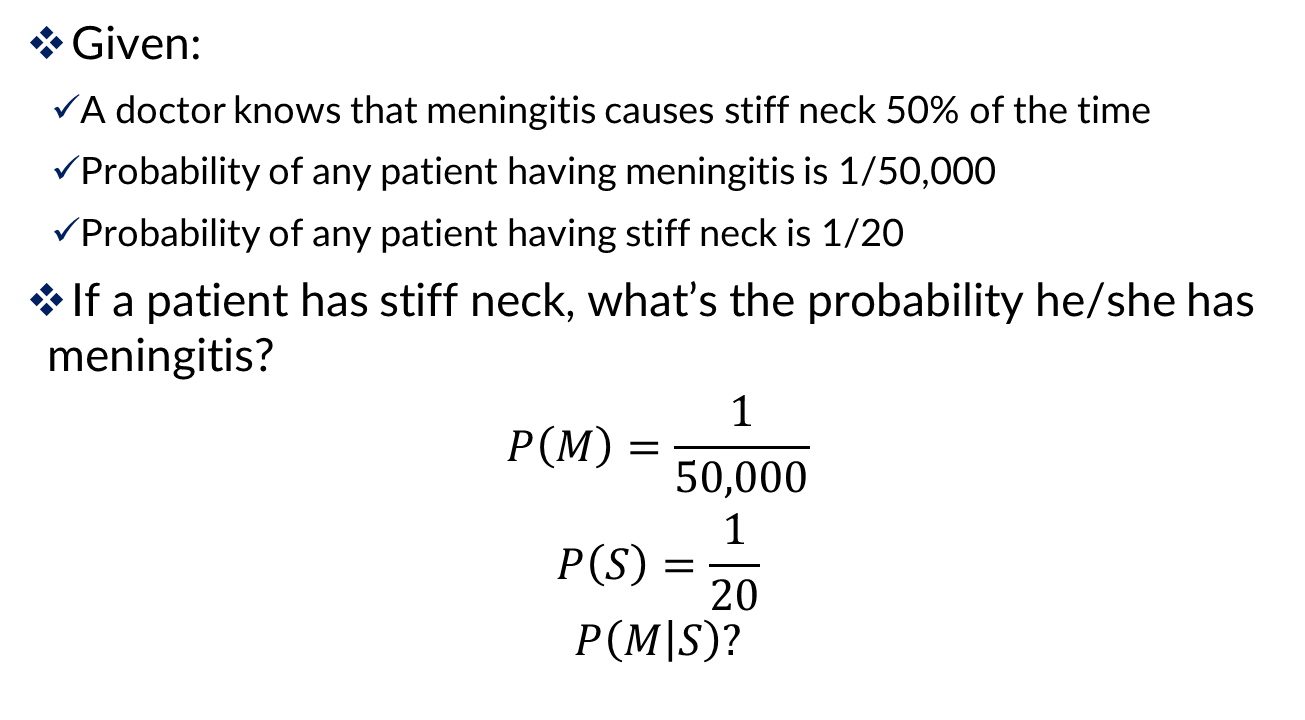 ❖ Given:
✓A doctor knows that meningitis causes stiff neck 50% of the time
✓Probability of any patient having meningitis is 1/50,000
✓Probability of any patient having stiff neck is 1/20
❖ If a patient has stiff neck, what’s the probability he/she has
meningitis?
P(M) = 1/50,000
P(S) = 1/20
P(M|S)?